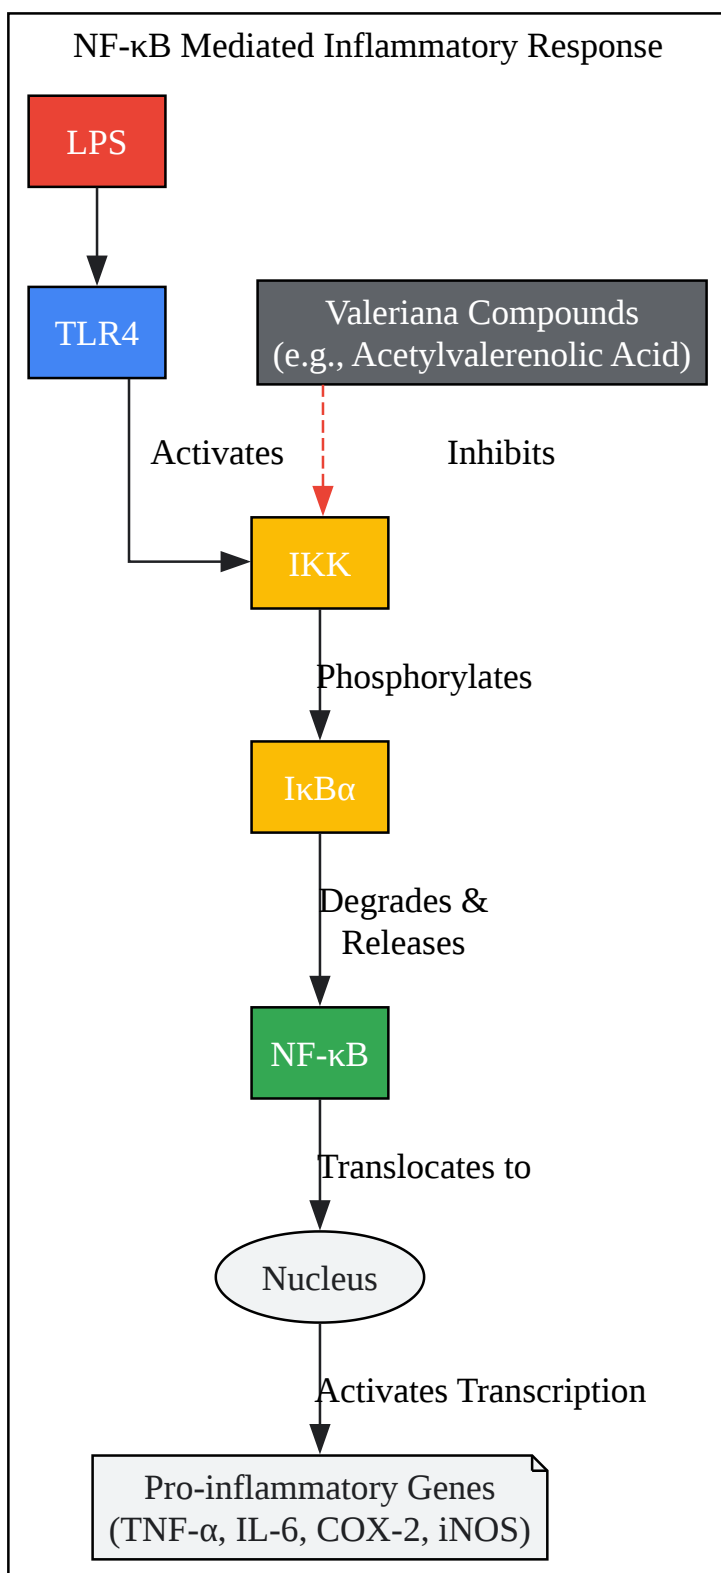 NF-κB Mediated Inflammatory Response
LPS
TLR4
Valeriana Compounds
(e.g., Acetylvalerenolic Acid)
Activates
Inhibits
IKK
Phosphorylates
IκBα
Degrades &
Releases
NF-κB
Translocates to
Nucleus
Activates Transcription
Pro-inflammatory Genes
(TNF-α, IL-6, COX-2, iNOS)